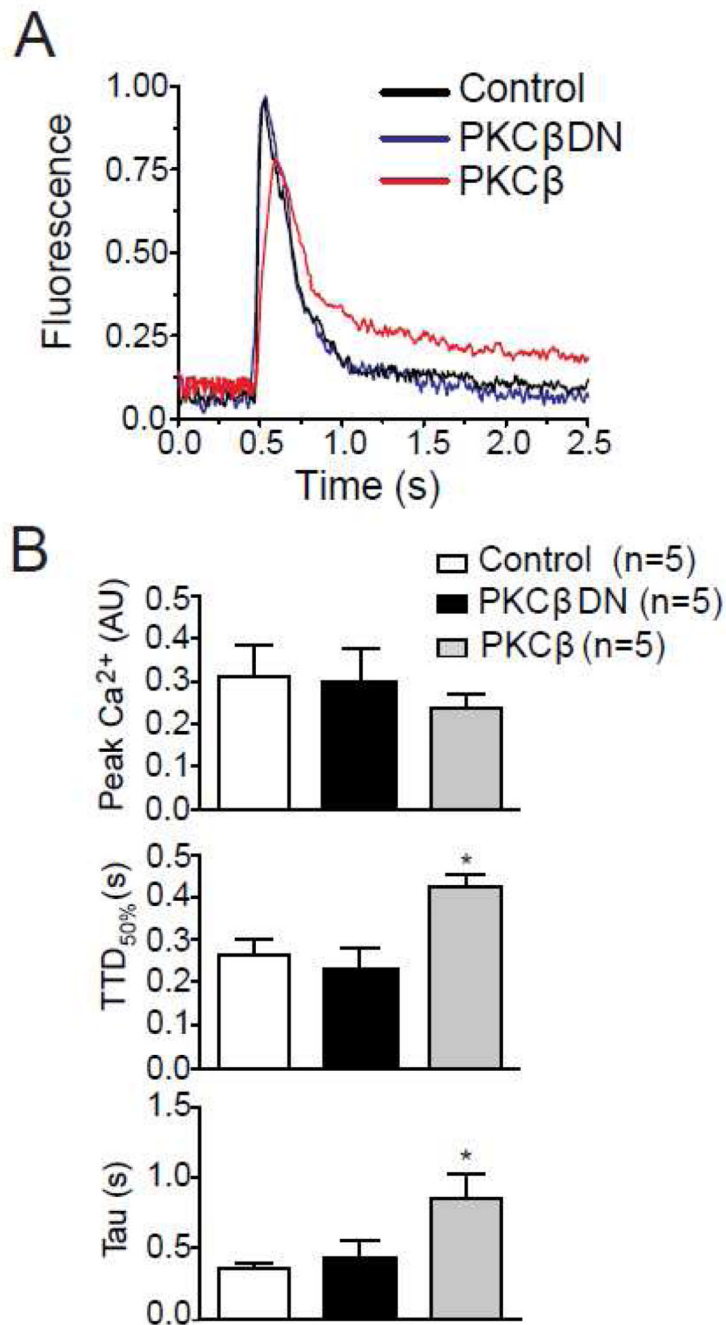 A
Control
PKCβDN
PKCβ
Fluorescence
1.00
0.75
0.50
0.25
0.0
0.0 0.5 1.0 1.5 2.0 2.5
Time (s)
B
Control (n=5)
PKCβ DN (n=5)
PKCβ (n=5)
Peak Ca²⁺ (AU)
0.5
0.4
0.3
0.2
0.1
0.0
TTD₅₀% (s)
0.5
0.4
0.3
0.2
0.1
0.0
*
Tau (s)
1.5
1.0
0.5
0.0
*